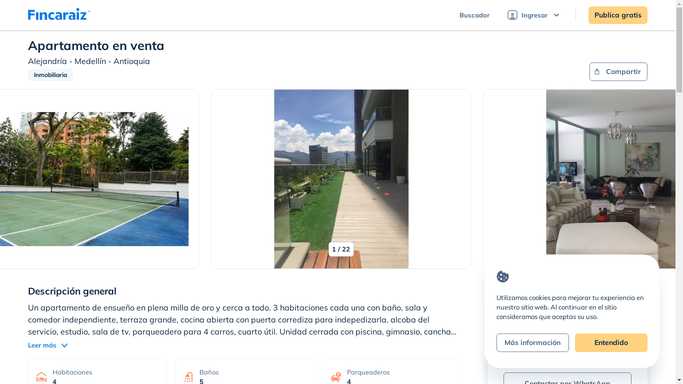 Fincaraiz
Buscador
Ingresar
Publica gratis
Apartamento en venta
Alejandría - Medellín - Antioquia
Inmobiliaria
Compartir
1 / 22
Descripción general
Un apartamento de ensueño en plena milla de oro y cerca a todo. 3 habitaciones cada una con baño, sala y
comedor independiente, terraza grande, cocina abierta con puerta corrediza para indepedizarla, alcoba del
servicio, estudio, sala de tv, parqueadero para 4 carros, cuarto útil. Unidad cerrada con piscina, gimnasio, cancha...
Leer más
Habitaciones
4
Baños
5
Parqueaderos
4
Utilizamos cookies para mejorar tu experiencia en
nuestro sitio web. Al continuar en el sitio
consideramos que aceptas su uso.
Más información
Entendido
Contactar por WhatsApp